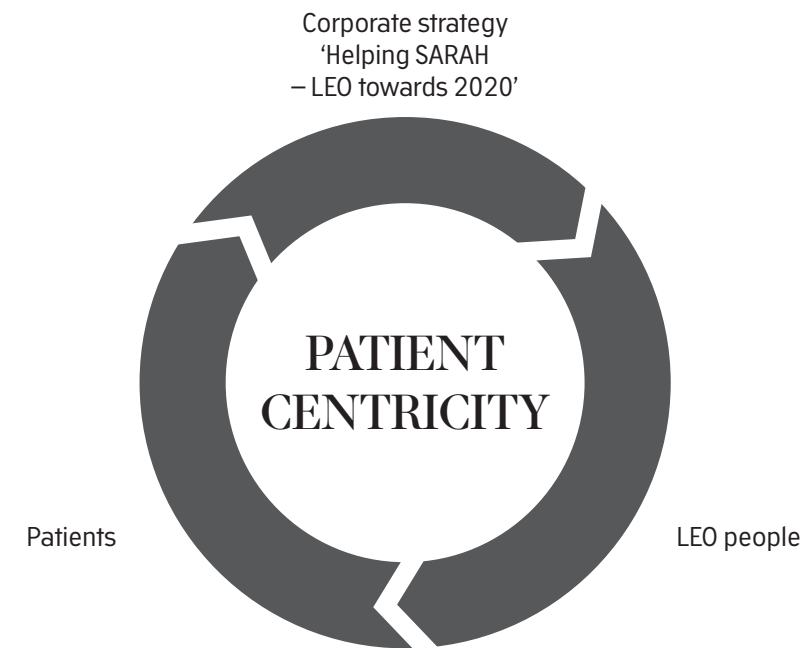 Corporate strategy
‘Helping SARAH
– LEO towards 2020’
PATIENT
CENTRICITY
Patients
LEO people